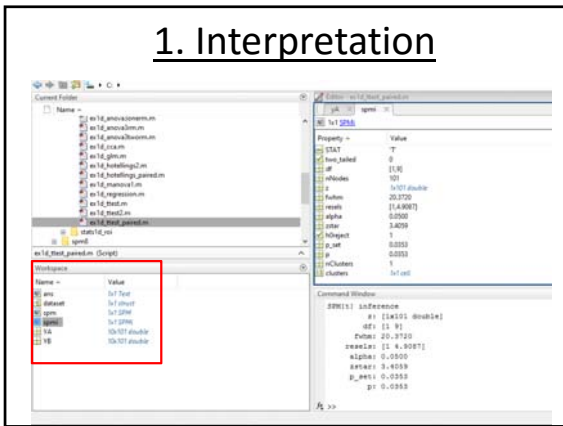 1. Interpretation
C:
Current Folder
Name
ex1d_anova3onerm.m
ex1d_anova3rm.m
ex1d_anova3tworm.m
ex1d_cca.m
ex1d_glm.m
ex1d_hotellings2.m
ex1d_hotellings_paired.m
ex1d_manova1.m
ex1d_regression.m
ex1d_ttest.m
ex1d_ttest2.m
ex1d_ttest_paired.m
stats1d_roi
spm8
ex1d_ttest_paired.m (Script)
Workspace
Name Value
ans 1x1 Text
dataset 1x1 struct
spm 1x1 SPM
spmi 1x1 SPMi
YA 10x101 double
YB 10x101 double
Editor - ex1d_ttest_paired.m
yA spmi
1x1 SPMi
Property Value
STAT 'T'
two_tailed 0
df [1,9]
nNodes 101
z 1x101 double
fwhm 20.3720
resels [1,4.9087]
alpha 0.0500
zstar 3.4059
h0reject 1
p_set 0.0353
p 0.0353
nClusters 1
clusters 1x1 cell
Command Window
SPM{t} inference
z: [1x101 double]
df: [1 9]
fwhm: 20.3720
resels: [1 4.9087]
alpha: 0.0500
zstar: 3.4059
p_set: 0.0353
p: 0.0353
fx >>